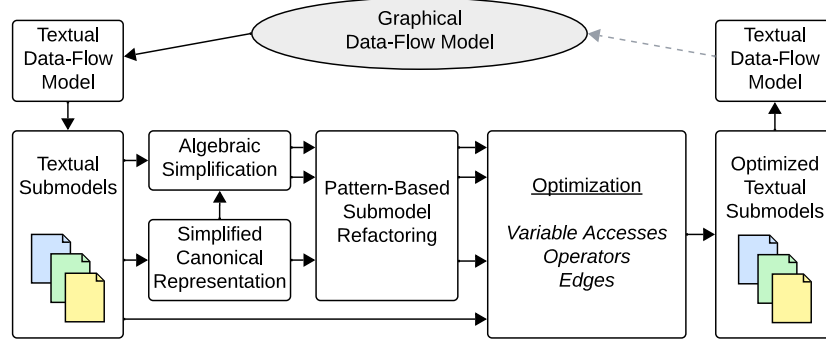 Graphical
Data-Flow Model
Textual
Data-Flow
Model
Textual
Data-Flow
Model
Textual
Submodels
Algebraic
Simplification
Simplified
Canonical
Representation
Pattern-Based
Submodel
Refactoring
Optimization
Variable Accesses
Operators
Edges
Optimized
Textual
Submodels